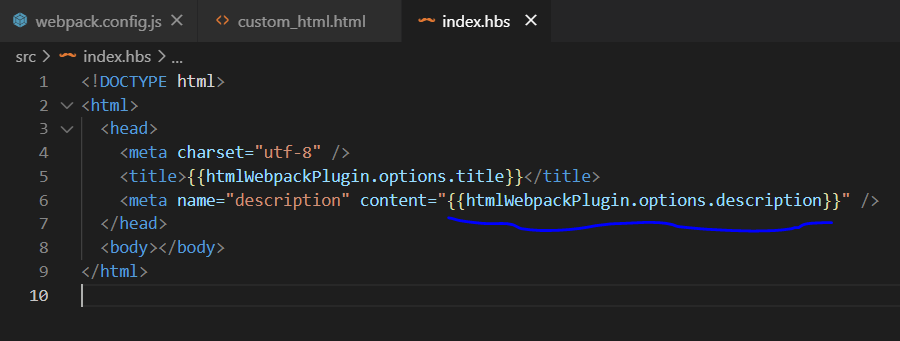 webpack.config.js custom_html.html index.hbs
src > index.hbs > ...
1 <!DOCTYPE html>
2 <html>
3 <head>
4 <meta charset="utf-8" />
5 <title>{{htmlWebpackPlugin.options.title}}</title>
6 <meta name="description" content="{{htmlWebpackPlugin.options.description}}" />
7 </head>
8 <body></body>
9 </html>
10